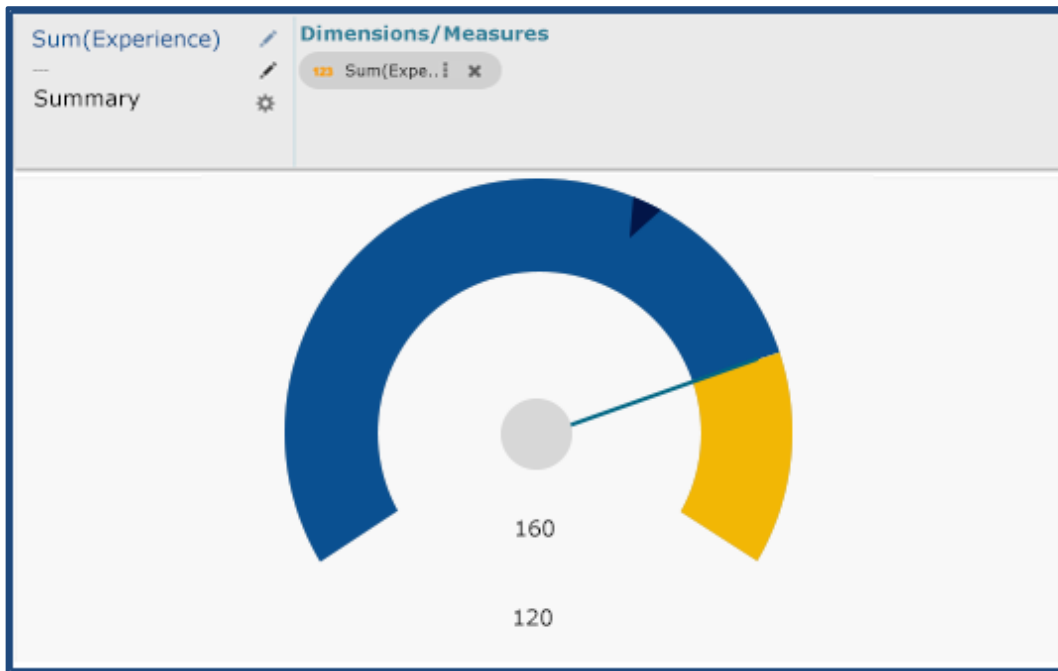 Sum(Experience)
—
Summary
Dimensions/Measures
123 Sum(Expe..
160
120